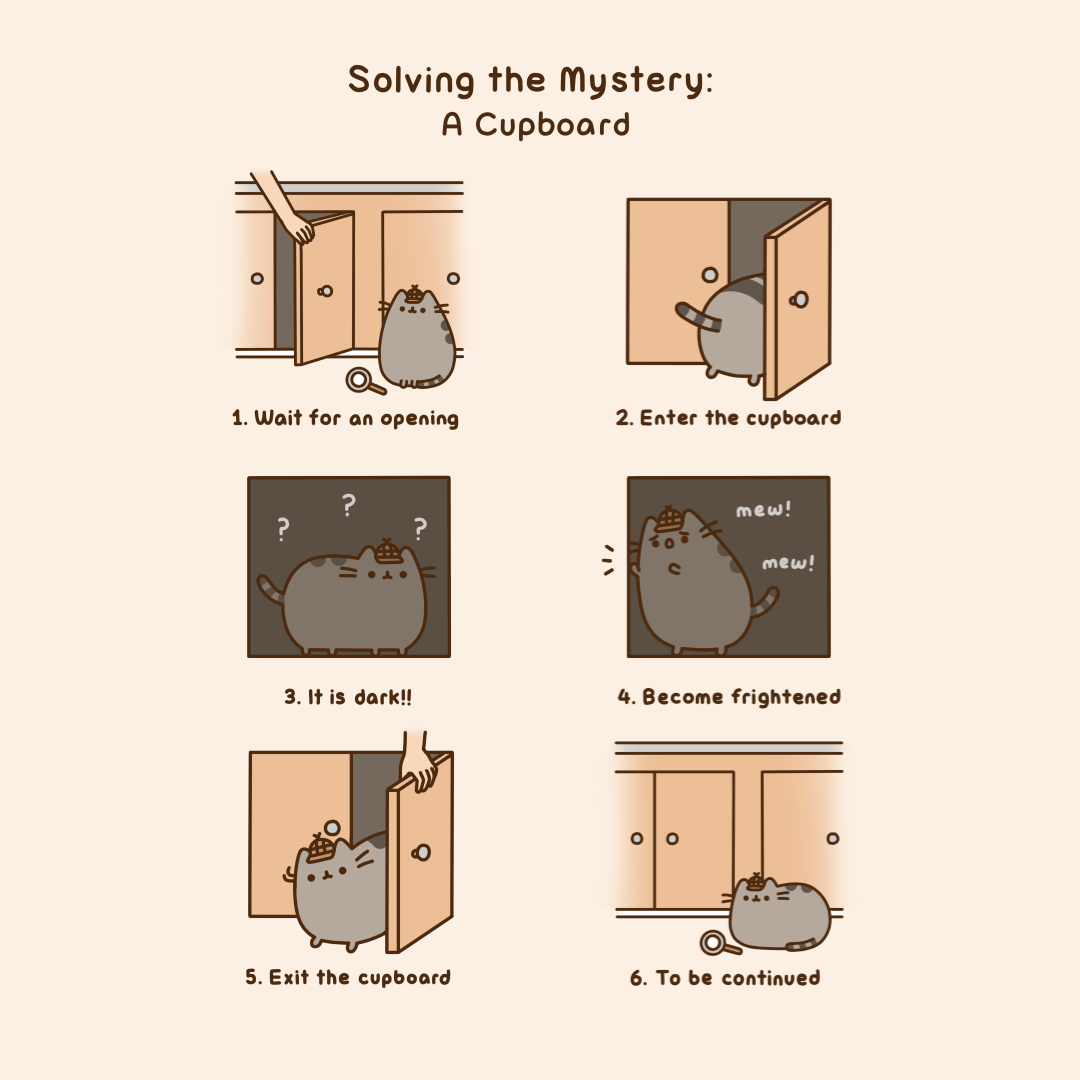 Solving the Mystery:
A Cupboard
1. Wait for an opening
2. Enter the cupboard
?
?
?
mew!
mew!
3. It is dark!!
4. Become frightened
5. Exit the cupboard
6. To be continued